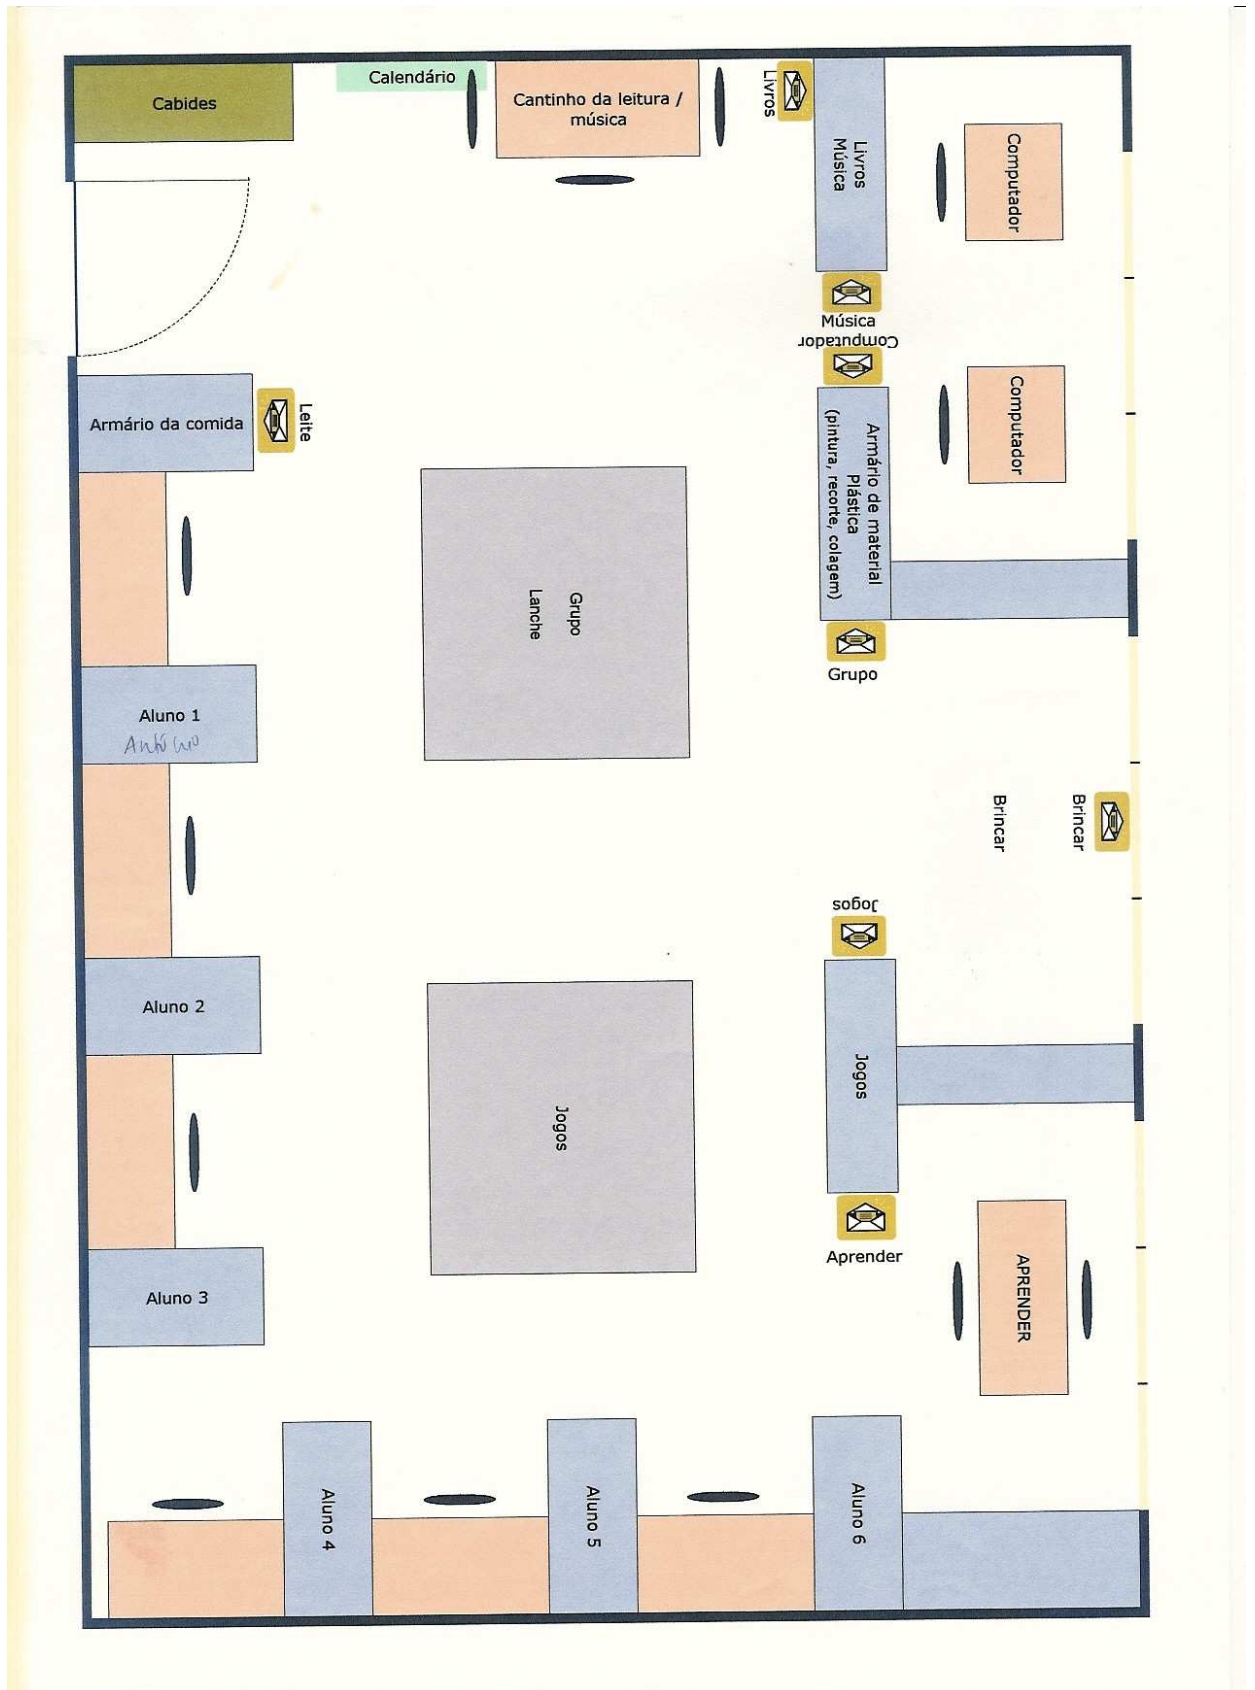 Cabides
Calendário
Cantinho da leitura /
música
Livros
Livros
Música
Computador
Música
Computador
Computador
Armário da comida
Leite
Armário de material
Plástica
(pintura, recorte, colagem)
Grupo
Lanche
Grupo
Aluno 1
António
Brincar
Brincar
Jogos
Aluno 2
Jogos
Jogos
Aprender
APRENDER
Aluno 3
Aluno 4
Aluno 5
Aluno 6